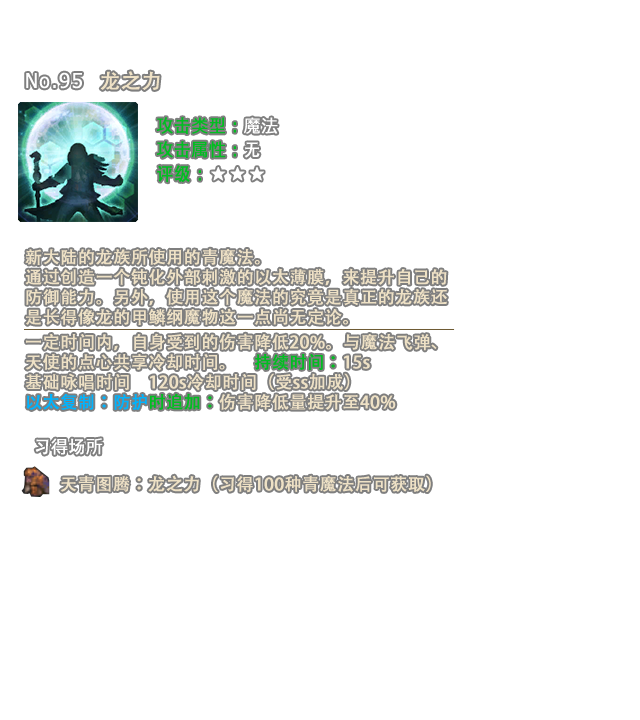 No.95 龙之力
攻击类型：魔法
攻击属性：无
评级：☆☆☆
新大陆的龙族所使用的青魔法。
通过创造一个钝化外部刺激的以太薄膜，来提升自己的
防御能力。另外，使用这个魔法的究竟是真正的龙族还
是长得像龙的甲鳞纲魔物这一点尚无定论。
一定时间内，自身受到的伤害降低20%。与魔法飞弹、
天使的点心共享冷却时间。 持续时间：15s
基础咏唱时间 120s冷却时间（受ss加成）
以太复制：防护时追加：伤害降低量提升至40%
习得场所
天青图腾：龙之力（习得100种青魔法后可获取）